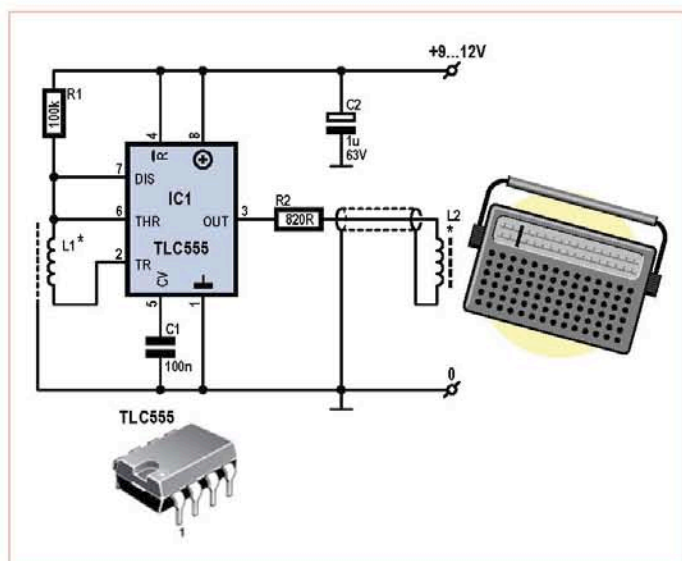 +9...12V
R1
100k
4
8
C2
1u
63V
R
7
DIS
IC1
6
THR
OUT
3
R2
820R
L2
*
L1*
TLC555
2
TR
CV
5
1
C1
100n
0
TLC555
1